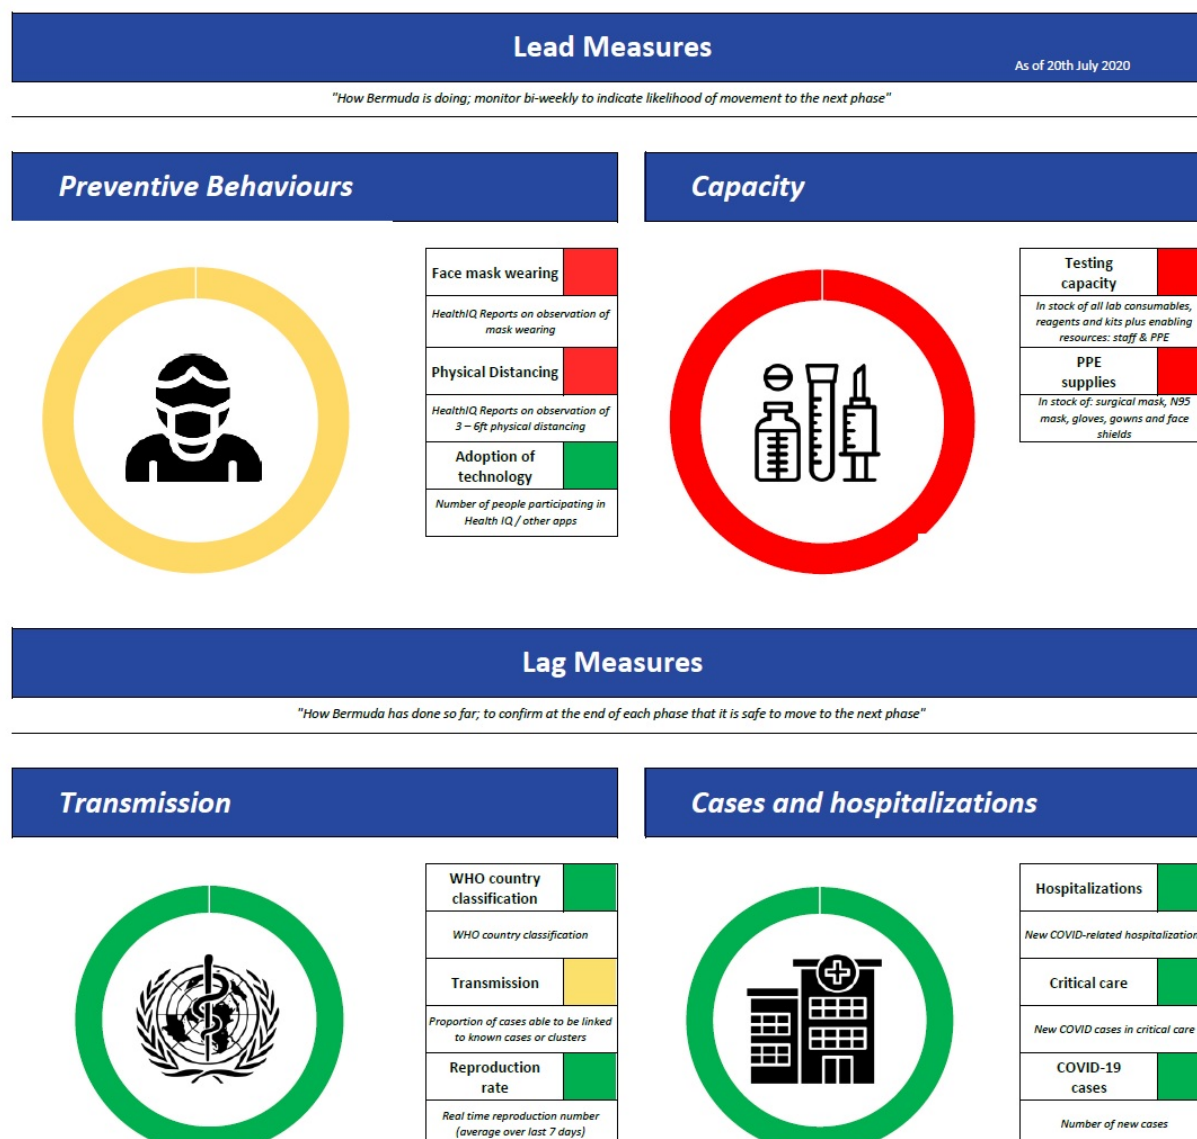 Lead Measures
As of 20th July 2020
"How Bermuda is doing; monitor bi-weekly to indicate likelihood of movement to the next phase"
Preventive Behaviours
Face mask wearing
HealthIQ Reports on observation of
mask wearing
Physical Distancing
HealthIQ Reports on observation of
3 – 6ft physical distancing
Adoption of
technology
Number of people participating in
Health IQ / other apps
Capacity
Testing
capacity
In stock of all lab consumables,
reagents and kits plus enabling
resources: staff & PPE
PPE
supplies
In stock of: surgical mask, N95
mask, gloves, gowns and face
shields
Lag Measures
"How Bermuda has done so far; to confirm at the end of each phase that it is safe to move to the next phase"
Transmission
WHO country
classification
WHO country classification
Transmission
Proportion of cases able to be linked
to known cases or clusters
Reproduction
rate
Real time reproduction number
(average over last 7 days)
Cases and hospitalizations
Hospitalizations
New COVID-related hospitalization
Critical care
New COVID cases in critical care
COVID-19
cases
Number of new cases